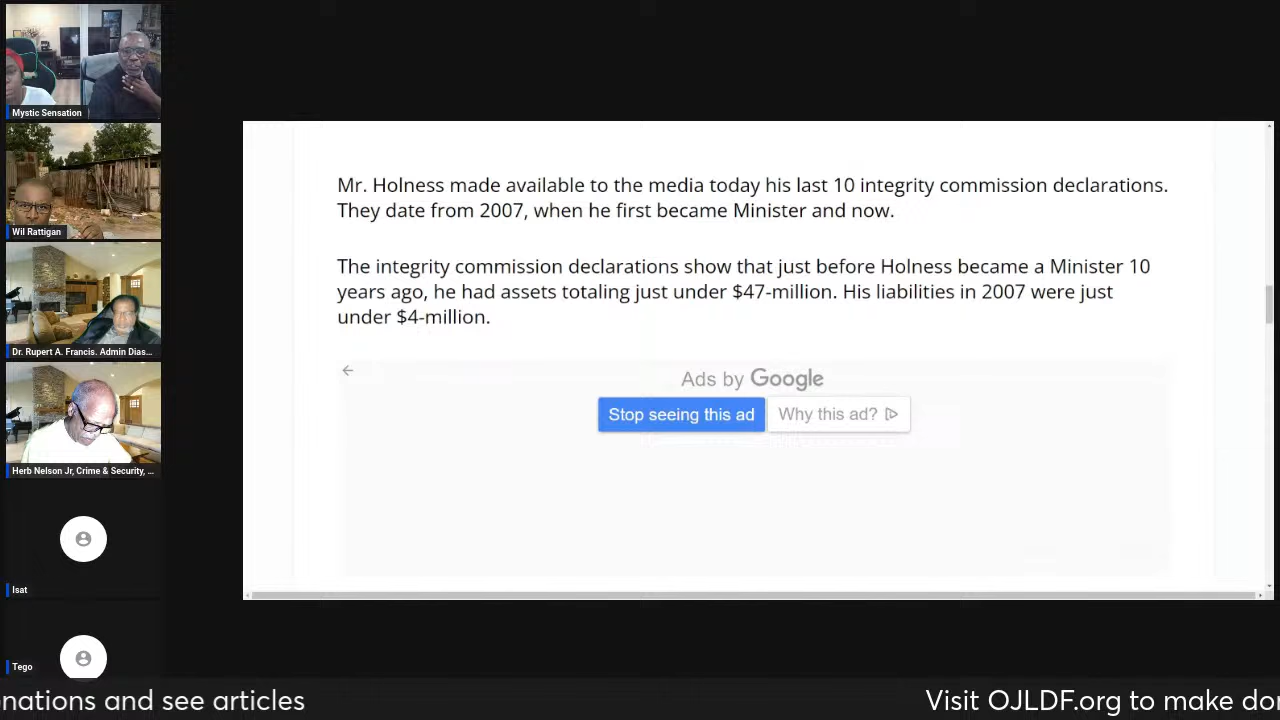 Mystic Sensation
Wil Rattigan
Dr. Rupert A. Francis. Admin Dias...
Herb Nelson Jr, Crime & Security, ...
Isat
Tego
Mr. Holness made available to the media today his last 10 integrity commission declarations.
They date from 2007, when he first became Minister and now.
The integrity commission declarations show that just before Holness became a Minister 10
years ago, he had assets totaling just under $47-million. His liabilities in 2007 were just
under $4-million.
Ads by Google
Stop seeing this ad
Why this ad?
nations and see articles
Visit OJLDF.org to make do